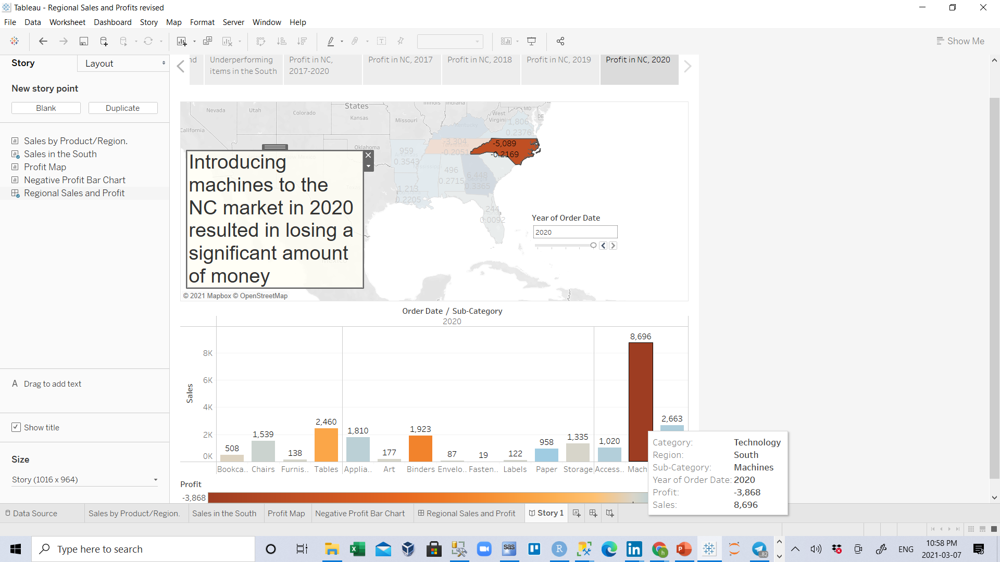 Tableau - Regional Sales and Profits revised
File Data Worksheet Dashboard Story Map Format Server Window Help
Show Me
Story
Layout
New story point
Blank
Duplicate
Sales by Product/Region.
Sales in the South
Profit Map
Negative Profit Bar Chart
Regional Sales and Profit
A Drag to add text
Show title
Size
Story (1016 x 964)
nd
Underperforming
items in the South
Profit in NC,
2017-2020
Profit in NC, 2017
Profit in NC, 2018
Profit in NC, 2019
Profit in NC, 2020
Nevada
Utah
Colorado
States
Kansas
Missouri
Illinois
Indiana
West
Virginia
MD
DE
California
Oklahoma
Kentucky
1,806
0.2376
-3,304
-0.2051
-5,089
-0.2169
959
0.3543
496
0.2715
6,448
Georgia
0.3365
1,213
0.2205
244
0.0092
Introducing
machines to the
NC market in 2020
resulted in losing a
significant amount
of money
Year of Order Date
2020
© 2021 Mapbox © OpenStreetMap
Order Date / Sub-Category
2020
Sales
8K
6K
4K
2K
0K
508
1,539
138
2,460
1,810
177
1,923
87
19
122
958
1,335
1,020
8,696
2,663
Bookca.. Chairs Furnis.. Tables Applia.. Art Binders Envelo.. Fasten.. Labels Paper Storage Access.. Mach
Category: Technology
Region: South
Sub-Category: Machines
Year of Order Date: 2020
Profit: -3,868
Sales: 8,696
Profit
-3,868
Data Source
Sales by Product/Region.
Sales in the South
Profit Map
Negative Profit Bar Chart
Regional Sales and Profit
Story 1
Type here to search
sas
R
in
h
P
..82
ENG
10:58 PM
2021-03-07